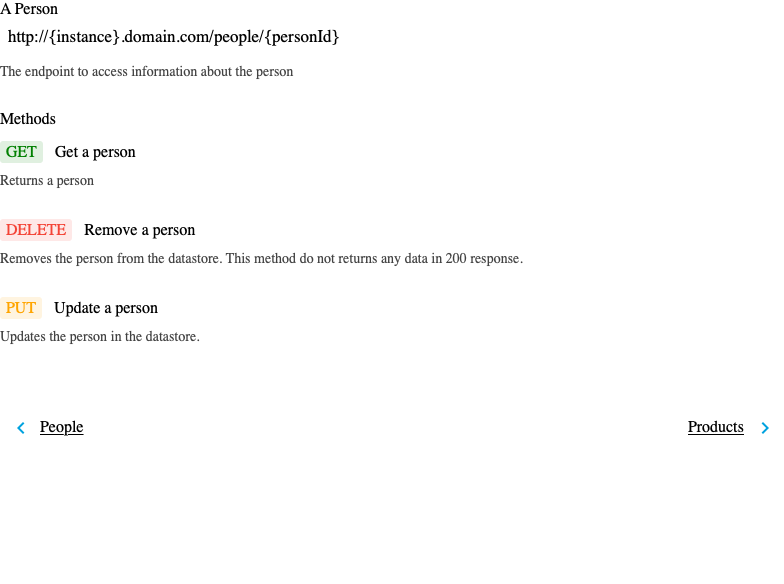 A Person
http://{instance}.domain.com/people/{personId}
The endpoint to access information about the person
Methods
GET Get a person
Returns a person
DELETE Remove a person
Removes the person from the datastore. This method do not returns any data in 200 response.
PUT Update a person
Updates the person in the datastore.
People Products